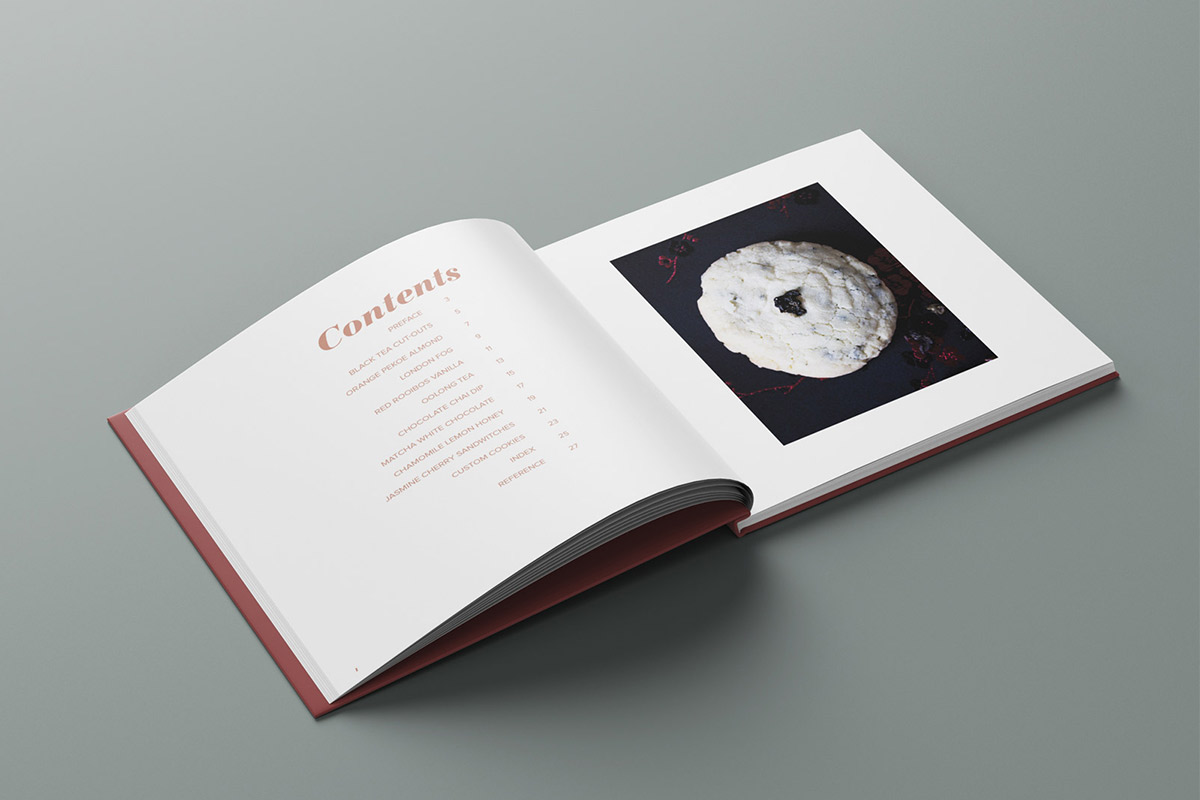 Contents
PREFACE 3
BLACK TEA CUT-OUTS 5
ORANGE PEKOE ALMOND 7
LONDON FOG 9
RED ROOIBOS VANILLA 11
OOLONG TEA 13
CHOCOLATE CHAI DIP 15
MATCHA WHITE CHOCOLATE 17
CHAMOMILE LEMON HONEY 19
JASMINE CHERRY SANDWITCHES 21
CUSTOM COOKIES 23
INDEX 25
REFERENCE 27